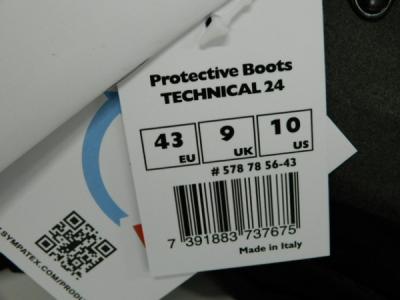 Protective Boots
TECHNICAL 24
43 EU
9 UK
10 US
# 578 78 56-43
7 391883 737675
Made in Italy
SYMPATEX.COM/PRODU